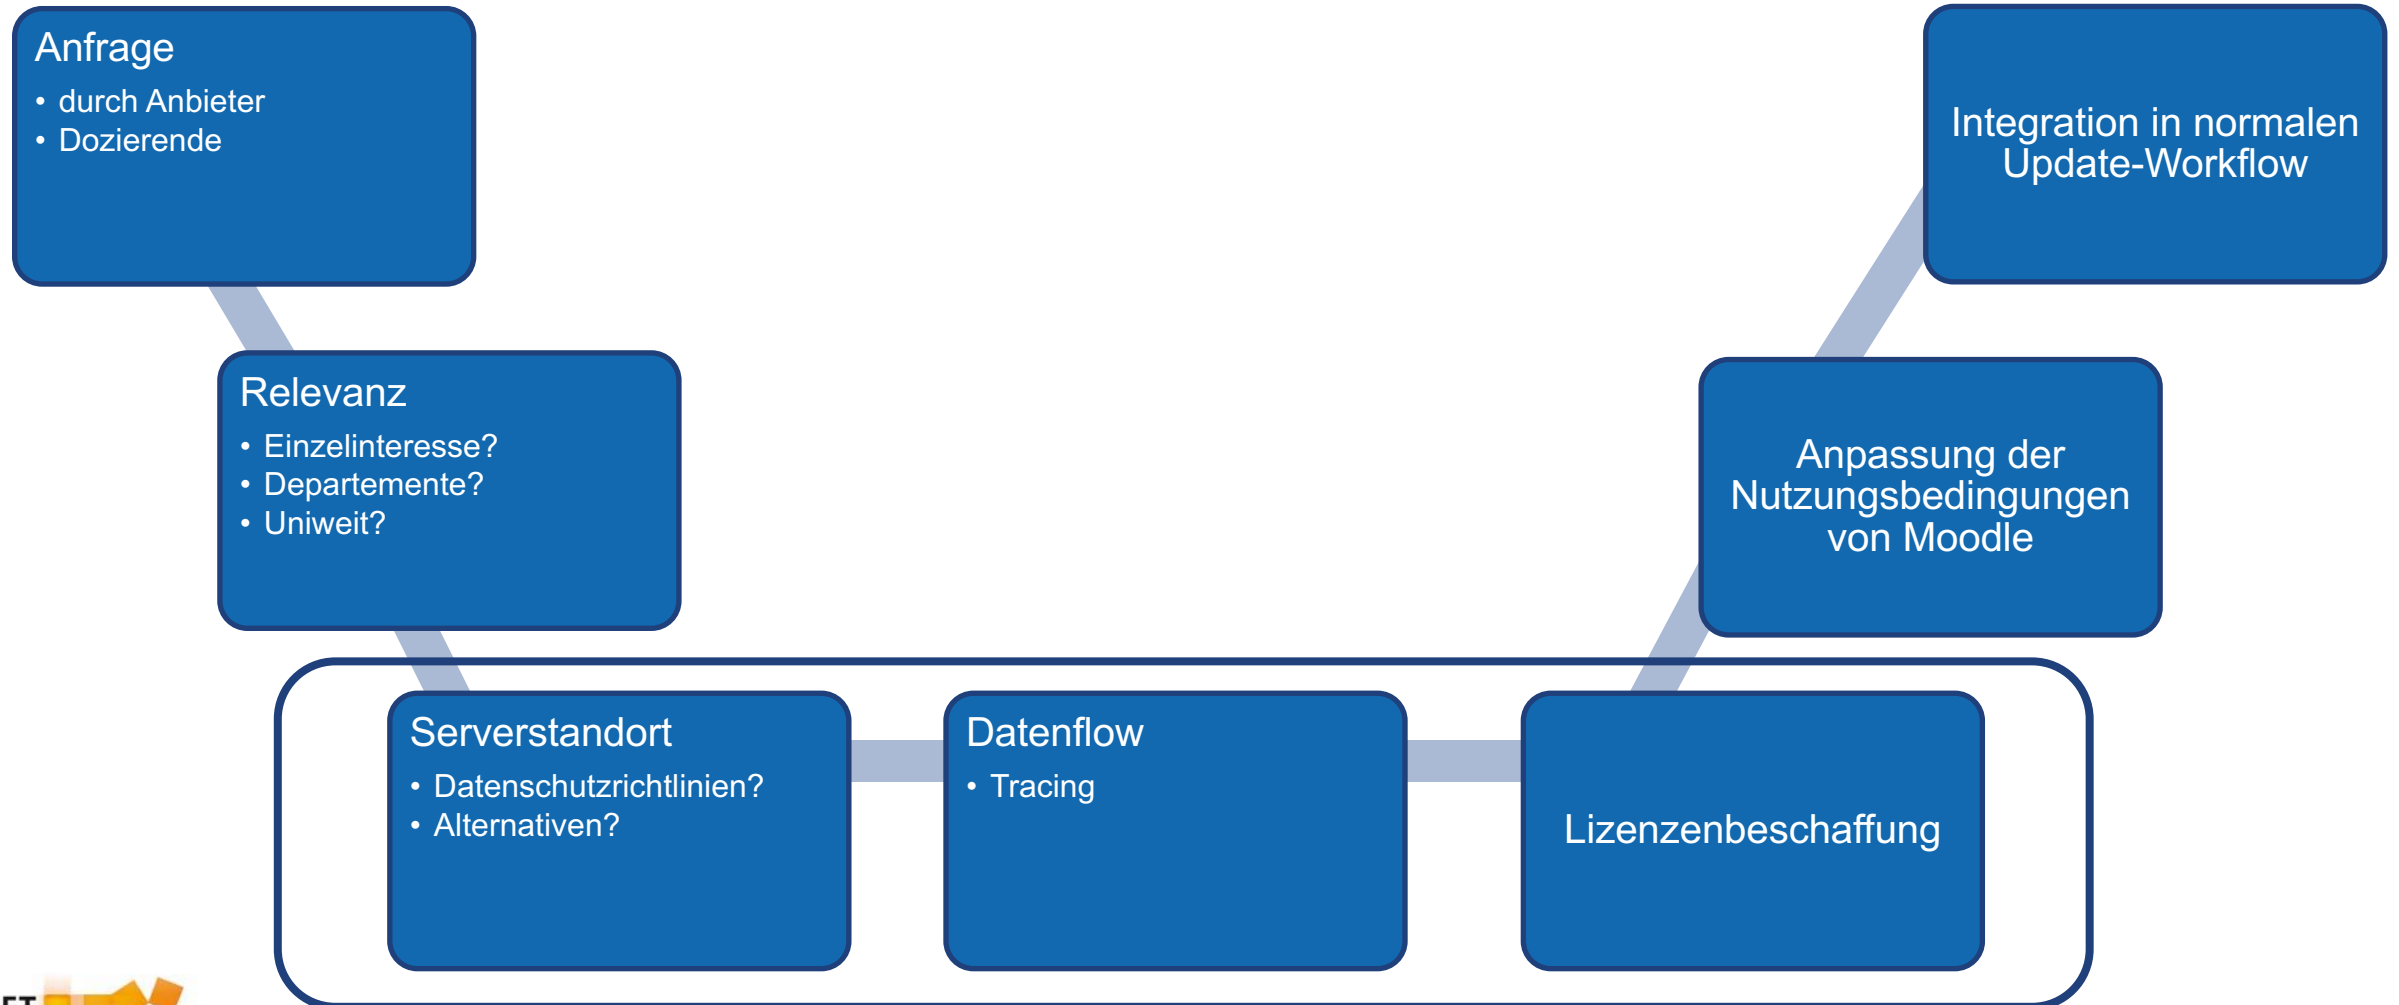 Anfrage
• durch Anbieter
• Dozierende
Relevanz
• Einzelinteresse?
• Departemente?
• Uniweit?
Serverstandort
• Datenschutzrichtlinien?
• Alternativen?
Datenflow
• Tracing
Lizenzenbeschaffung
Anpassung der
Nutzungsbedingungen
von Moodle
Integration in normalen
Update-Workflow